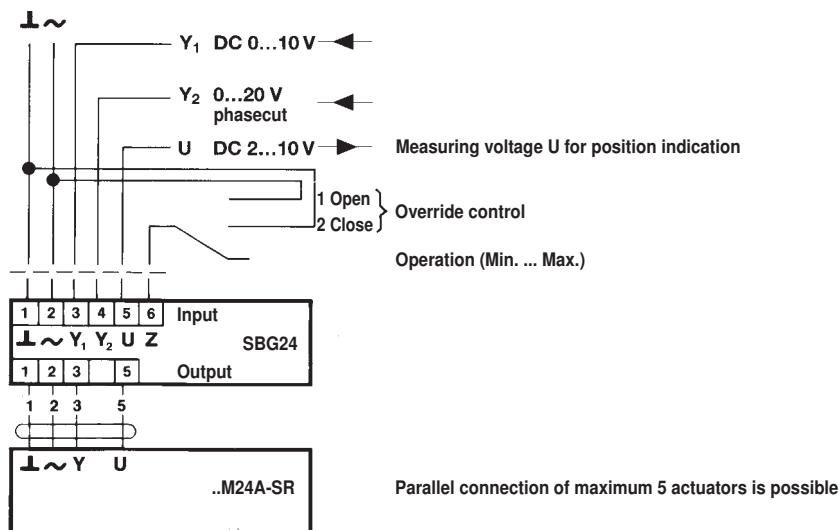 ⊥ ~
Y₁ DC 0...10 V
Y₂ 0...20 V
phasecut
U DC 2...10 V Measuring voltage U for position indication
1 Open
2 Close
Override control
Operation (Min. ... Max.)
1 2 3 4 5 6 Input
⊥ ~ Y₁ Y₂ U Z SBG24
1 2 3 5 Output
1 2 3 5
⊥ ~ Y U
..M24A-SR Parallel connection of maximum 5 actuators is possible